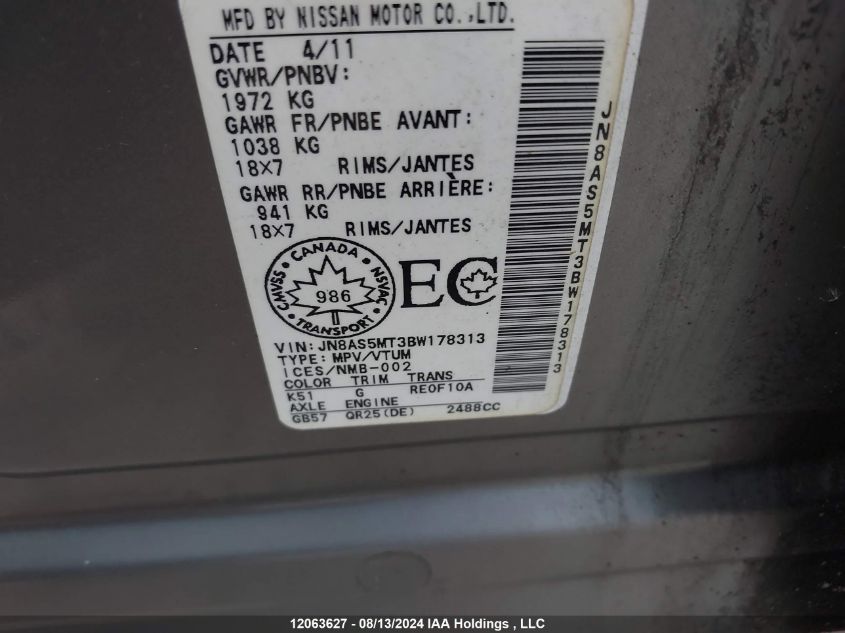 MFD BY NISSAN MOTOR CO.,LTD.
DATE 4/11
GVWR/PNBV:
1972 KG
GAWR FR/PNBE AVANT:
1038 KG
18X7 RIMS/JANTES
GAWR RR/PNBE ARRIÈRE:
941 KG
18X7 RIMS/JANTES
CANADA
CMVSS NSVAC
986
TRANSPORT
EC
VIN:JN8AS5MT3BW178313
TYPE:MPV/VTUM
ICES/NMB-002
COLOR TRIM TRANS
K51 G RE0F10A
AXLE ENGINE
GB57 QR25(DE) 2488CC
JN8AS5MT3BW178313
12063627 - 08/13/2024 IAA Holdings , LLC